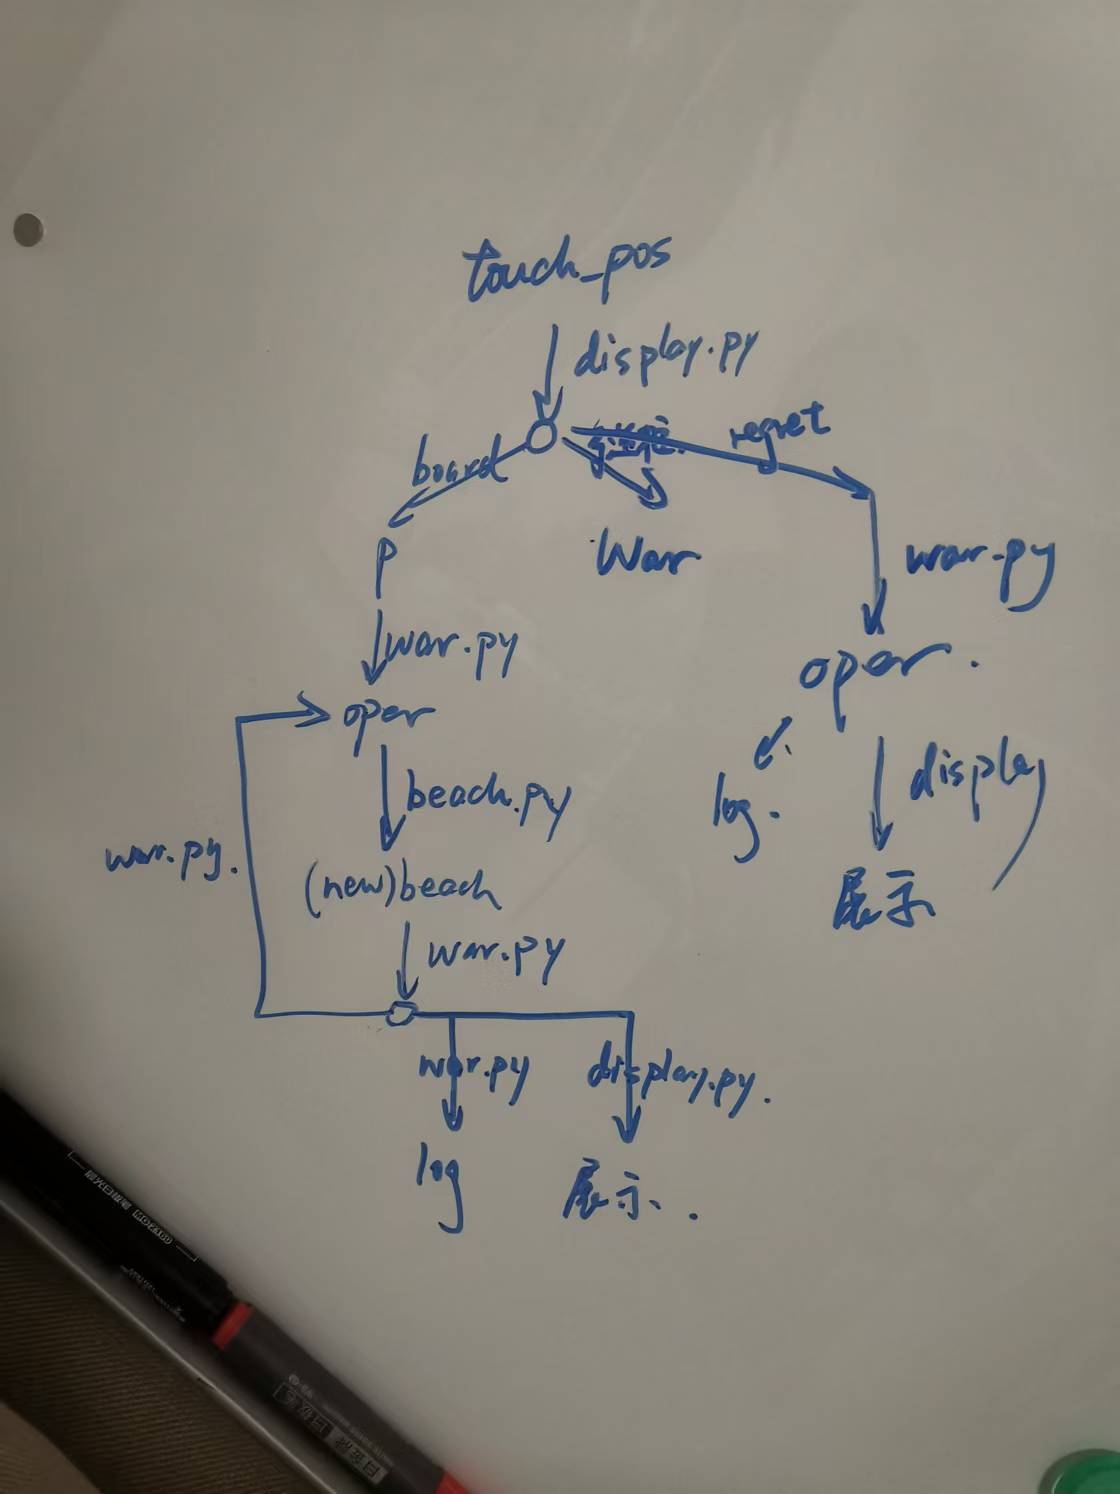 touch_pos
display.py
regret
board
p
War
war.py
war.py
oper.
oper
log.
display
beach.py
war.py.
(new)beach
展示
war.py
war.py
display.py.
log
展示.